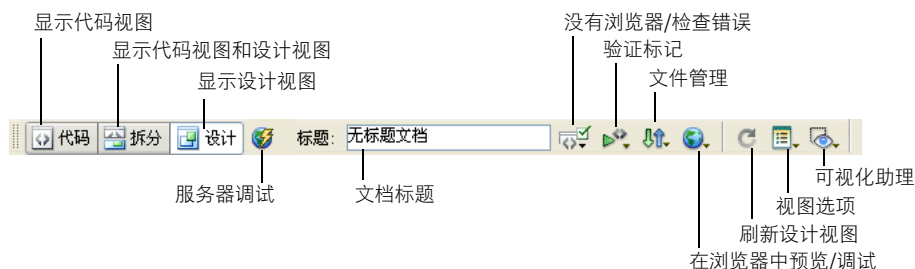 显示代码视图
没有浏览器/检查错误
显示代码视图和设计视图
验证标记
显示设计视图
文件管理
代码 拆分 设计 标题: 无标题文档
服务器调试
文档标题
可视化助理
视图选项
刷新设计视图
在浏览器中预览/调试